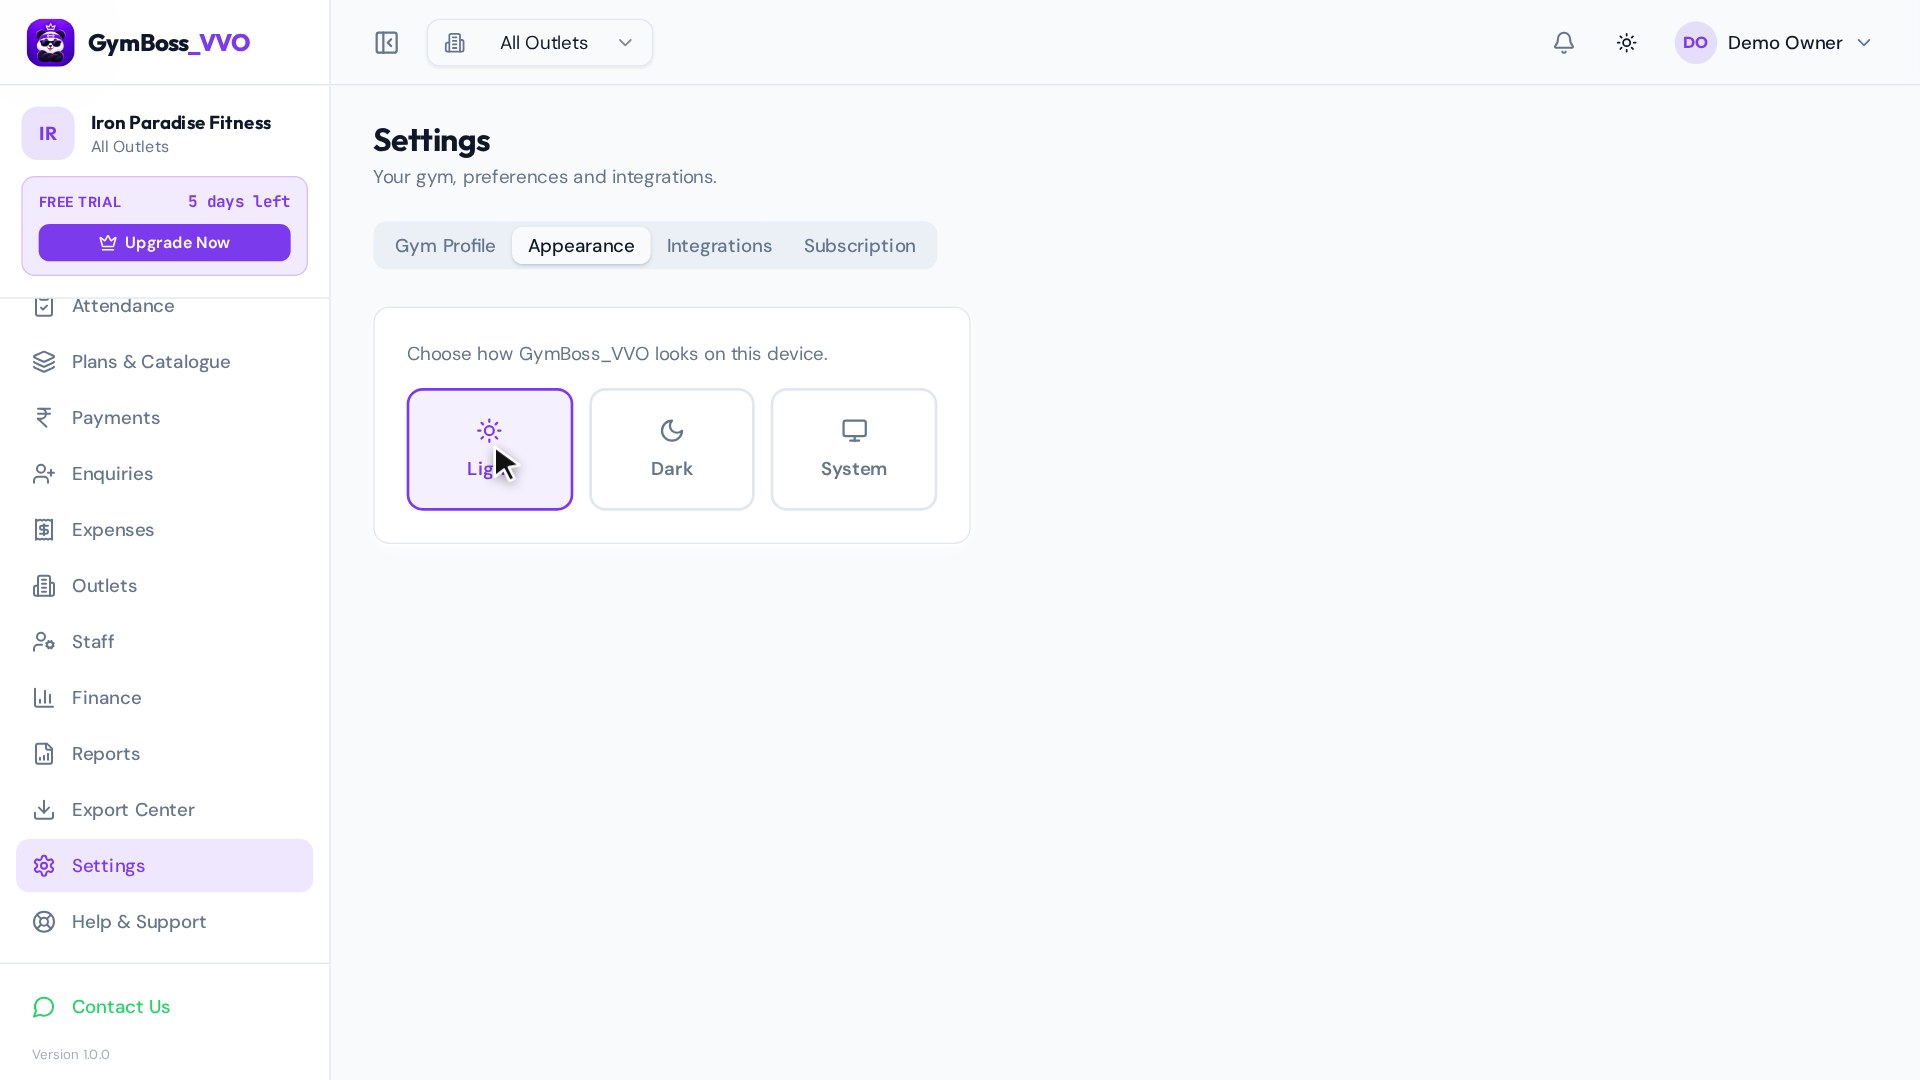 GymBoss_VVO
All Outlets
DO
Demo Owner
IR
Iron Paradise Fitness
All Outlets
FREE TRIAL
5 days left
Upgrade Now
Attendance
Plans & Catalogue
Payments
Enquiries
Expenses
Outlets
Staff
Finance
Reports
Export Center
Settings
Help & Support
Contact Us
Version 1.0.0
Settings
Your gym, preferences and integrations.
Gym Profile
Appearance
Integrations
Subscription
Choose how GymBoss_VVO looks on this device.
Dark
System